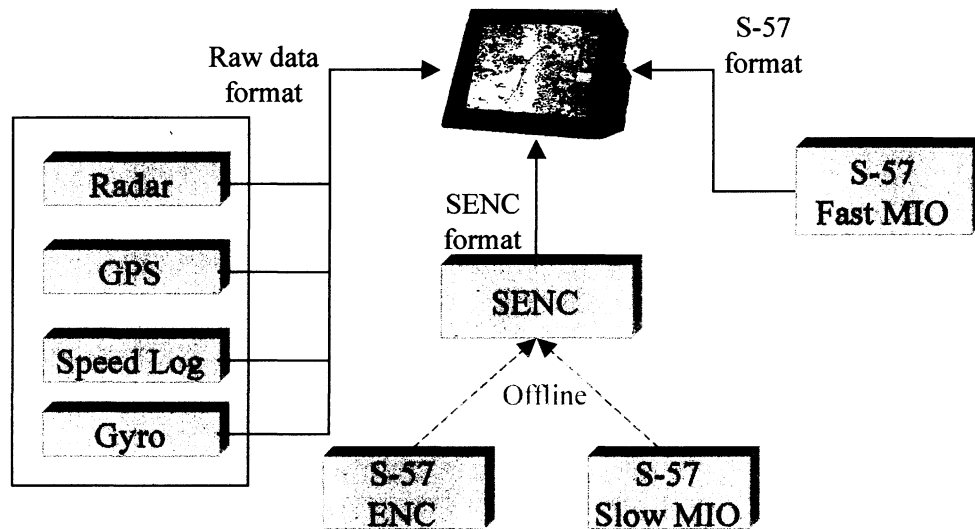 Raw data
format
S-57
format
Radar
GPS
Speed Log
Gyro
SENC
format
S-57
Fast MIO
SENC
Offline
S-57
ENC
S-57
Slow MIO